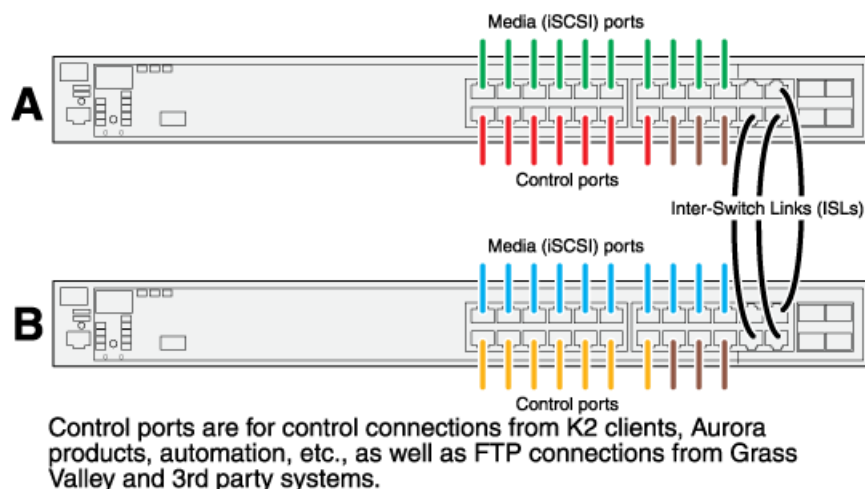 Media (iSCSI) ports
A
Control ports
Inter-Switch Links (ISLs)
Media (iSCSI) ports
B
Control ports
Control ports are for control connections from K2 clients, Aurora
products, automation, etc., as well as FTP connections from Grass
Valley and 3rd party systems.